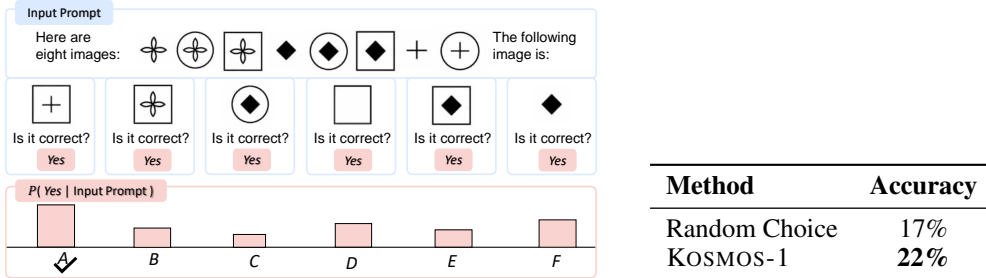 Input Prompt
Here are
eight images:
The following
image is:
Is it correct? Is it correct? Is it correct? Is it correct? Is it correct? Is it correct?
Yes Yes Yes Yes Yes Yes
P( Yes | Input Prompt )
A B C D E F
Method Accuracy
Random Choice 17%
KOSMOS-1 22%